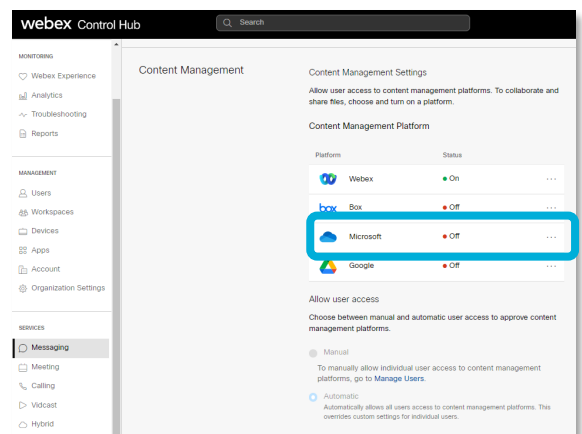 webex Control Hub
Search
MONITORING
Webex Experience
Analytics
Troubleshooting
Reports
MANAGEMENT
Users
Workspaces
Devices
Apps
Account
Organization Settings
SERVICES
Messaging
Meeting
Calling
Vidcast
Hybrid
Content Management
Content Management Settings
Allow user access to content management platforms. To collaborate and
share files, choose and turn on a platform.
Content Management Platform
Platform Status
Webex On ...
box Box Off ...
Microsoft Off ...
Google Off ...
Allow user access
Choose between manual and automatic user access to approve content
management platforms.
Manual
To manually allow individual user access to content management
platforms, go to Manage Users.
Automatic
Automatically allows all users access to content management platforms. This
overrides custom settings for individual users.